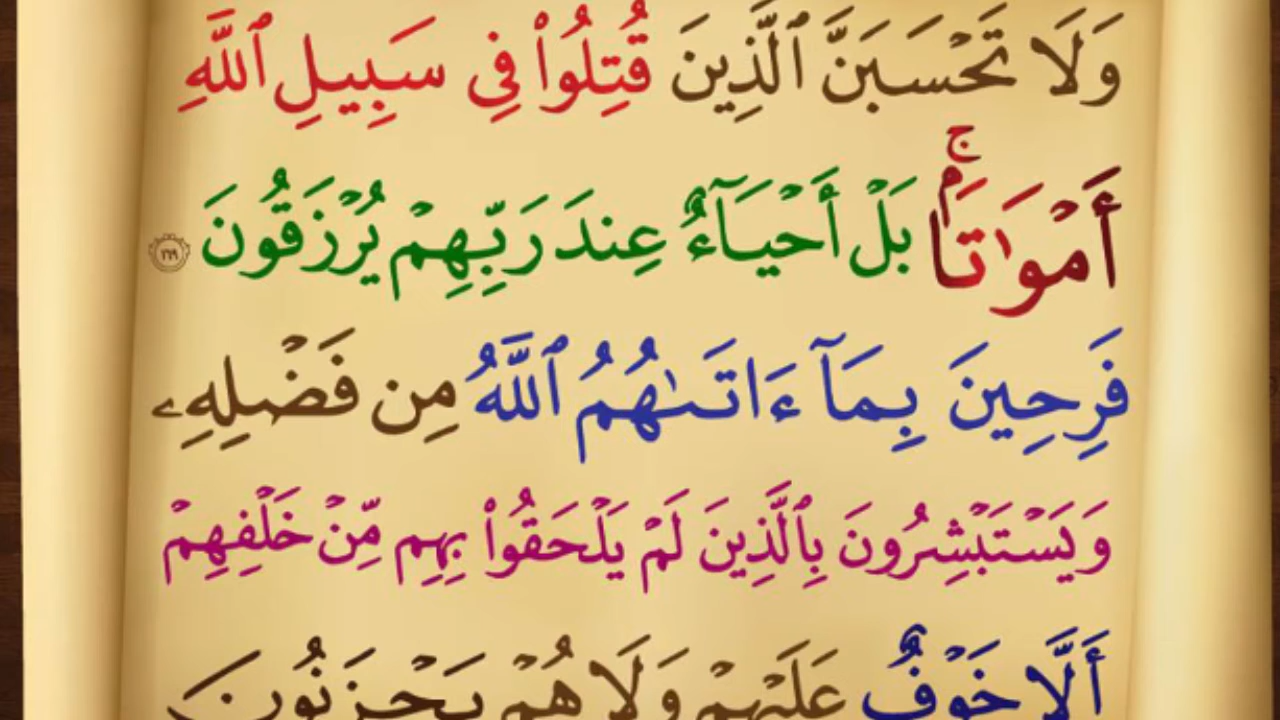 وَلَا تَحْسَبَنَّ ٱلَّذِينَ قُتِلُوا۟ فِى سَبِيلِ ٱللَّهِ
أَمْوَٰتًۢا ۚ بَلْ أَحْيَآءٌ عِندَ رَبِّهِمْ يُرْزَقُونَ ١٦٩
فَرِحِينَ بِمَآ ءَاتَىٰهُمُ ٱللَّهُ مِن فَضْلِهِۦ
وَيَسْتَبْشِرُونَ بِٱلَّذِينَ لَمْ يَلْحَقُوا۟ بِهِم مِّنْ خَلْفِهِمْ
أَلَّا خَوْفٌ عَلَيْهِمْ وَلَا هُمْ يَحْزَنُونَ